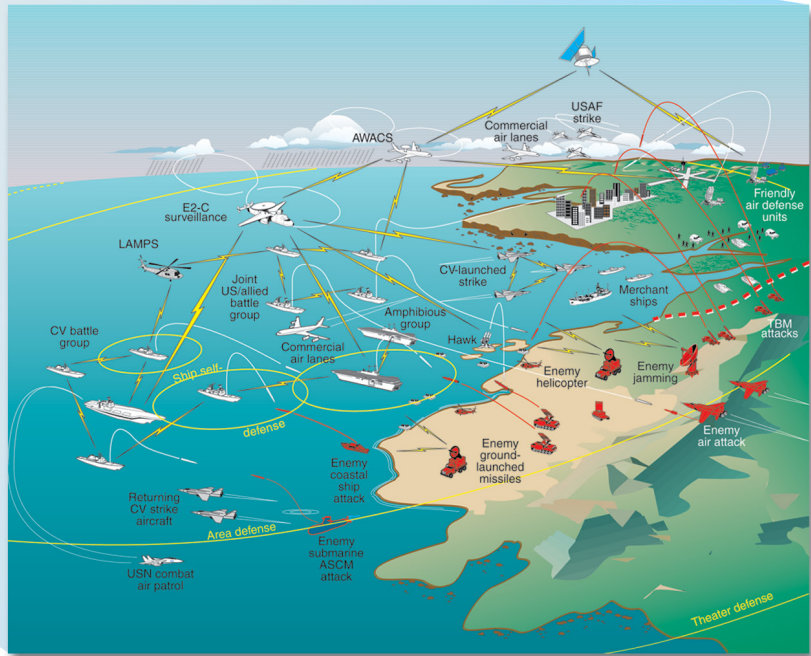 USAF
strike
Commercial
air lanes
AWACS
Friendly
air defense
units
E2-C
surveillance
LAMPS
CV-launched
strike
Joint
US/allied
battle
group
Merchant
ships
Amphibious
group
CV battle
group
Commercial
air lanes
Hawk
TBM
attacks
Enemy
helicopter
Enemy
jamming
Ship self-
defense
Enemy
air attack
Enemy
ground-
launched
missiles
Enemy
coastal
ship
attack
Returning
CV strike
aircraft
Area defense
Enemy
submarine
ASCM
attack
USN combat
air patrol
Theater defense